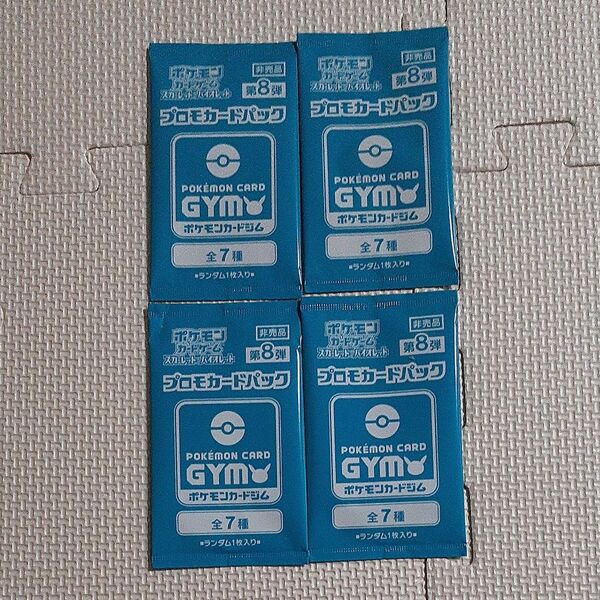 ポケモン
カードゲーム
スカーレット&バイオレット
非売品
第8弾
プロモカードパック
POKÉMON CARD
GYM
ポケモンカードジム
全7種
■ランダム1枚入り■
ポケモン
カードゲーム
スカーレット&バイオレット
非売品
第8弾
プロモカードパック
POKÉMON CARD
GYM
ポケモンカードジム
全7種
■ランダム1枚入り■
ポケモン
カードゲーム
スカーレット&バイオレット
非売品
第8弾
プロモカードパック
POKÉMON CARD
GYM
ポケモンカードジム
全7種
■ランダム1枚入り■
ポケモン
カードゲーム
スカーレット&バイオレット
非売品
第8弾
プロモカードパック
POKÉMON CARD
GYM
ポケモンカードジム
全7種
■ランダム1枚入り■